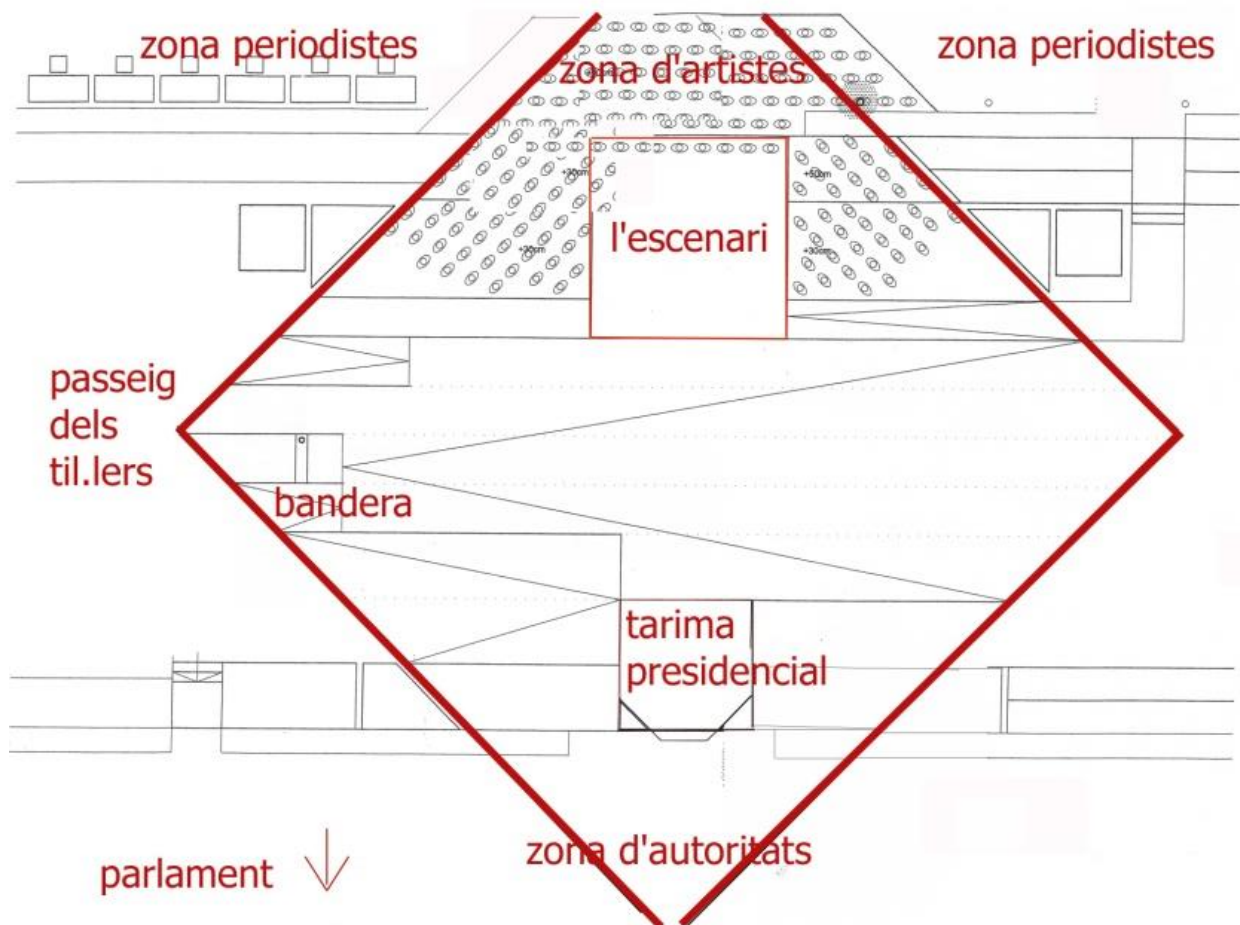 zona periodistes
zona periodistes
zona d'artistes
+30cm
+30cm
+50cm
l'escenari
+30cm
+30cm
passeig
dels
til.lers
bandera
tarima
presidencial
zona d'autoritats
parlament